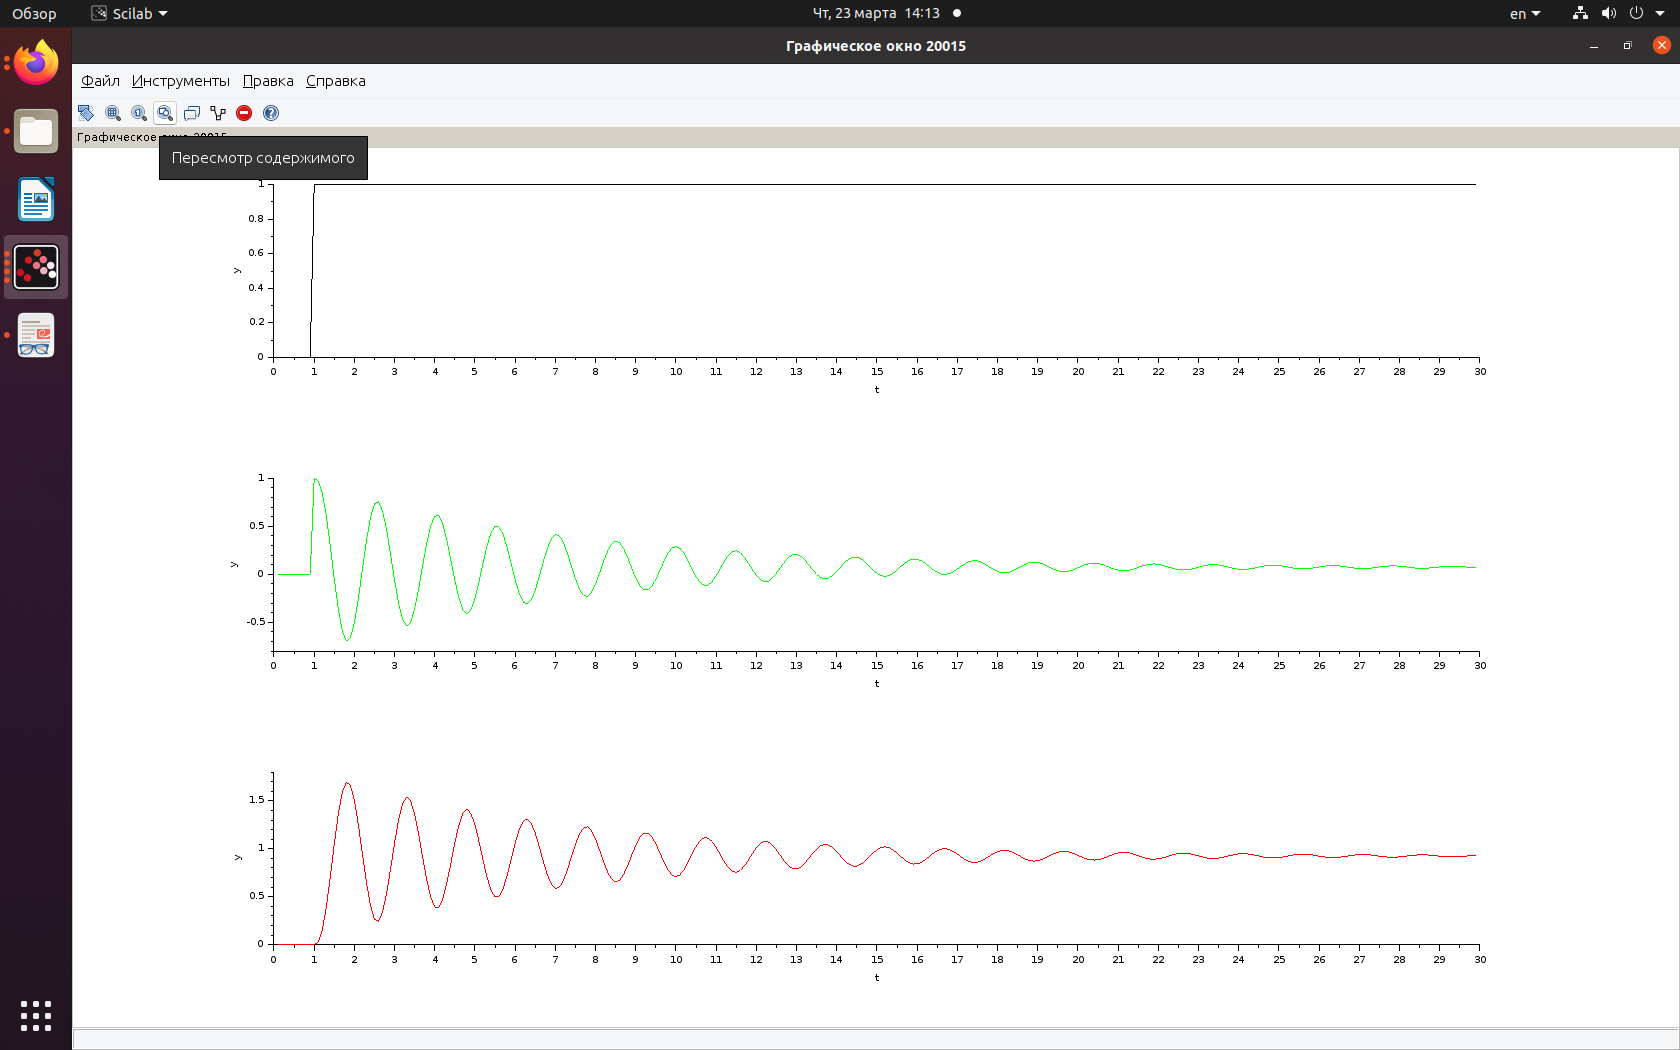 Обзор Scilab Чт, 23 марта 14:13 en
Графическое окно 20015
Файл Инструменты Правка Справка
Графическое окно 20015
Пересмотр содержимого
1
0.8
0.6
0.4
0.2
0
y
0 1 2 3 4 5 6 7 8 9 10 11 12 13 14 15 16 17 18 19 20 21 22 23 24 25 26 27 28 29 30
t
1
0.5
0
-0.5
y
0 1 2 3 4 5 6 7 8 9 10 11 12 13 14 15 16 17 18 19 20 21 22 23 24 25 26 27 28 29 30
t
1.5
1
0.5
0
y
0 1 2 3 4 5 6 7 8 9 10 11 12 13 14 15 16 17 18 19 20 21 22 23 24 25 26 27 28 29 30
t